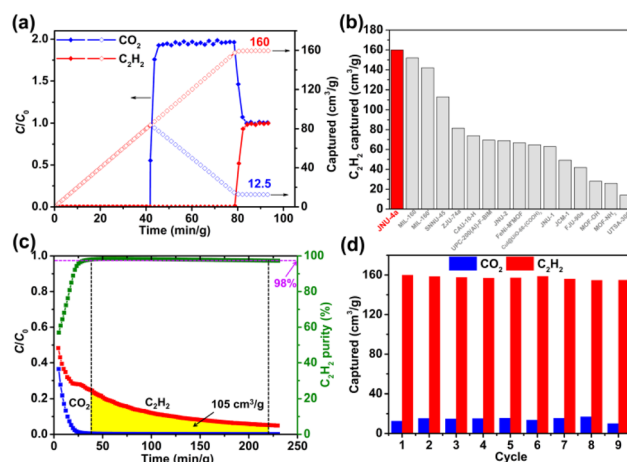 (a)
CO2
C2H2
160
12.5
C/C0
2.0
1.5
1.0
0.5
0.0
0 20 40 60 80 100
Time (min/g)
160
120
80
40
0
Captured (cm3/g)
(b)
C2H2 captured (cm3/g)
180
160
140
120
100
80
60
40
20
0
JNU-4a
MIL-160
MIL-160
SNNU-45
ZJU-74a
CAU-10-H
UPC-200(Al)-F-BIM
JNU-2
FeNi-M'MOF
JNU-1
JCM-1
FJU-90a
MOF-OH
MOF-NH2
(c)
98%
CO2
C2H2
105 cm3/g
C/C0
1.0
0.8
0.6
0.4
0.2
0.0
0 50 100 150 200 250
Time (min/g)
100
80
60
40
20
0
C2H2 purity (%)
(d)
CO2 C2H2
Captured (cm3/g)
200
160
120
80
40
0
1 2 3 4 5 6 7 8 9
Cycle